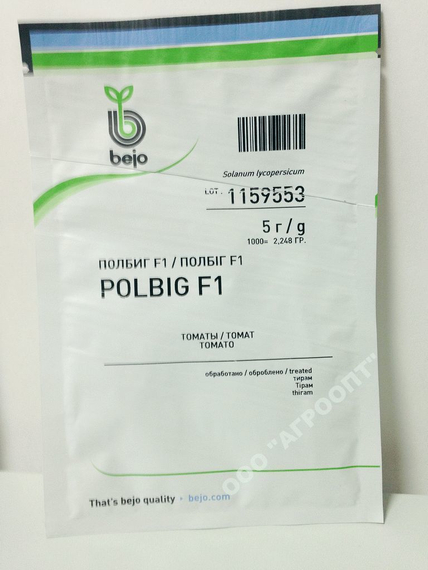 bejo
Solanum lycopersicum
LOT. 1159553
5 г / g
1000= 2,248 ГР.
ПОЛБИГ F1 / ПОЛБІГ F1
POLBIG F1
ТОМАТЫ / ТОМАТ
TOMATO
обработано / оброблено / treated
тирам
Тірам
thiram
That's bejo quality · bejo.com
ООО "АГРООПТ"